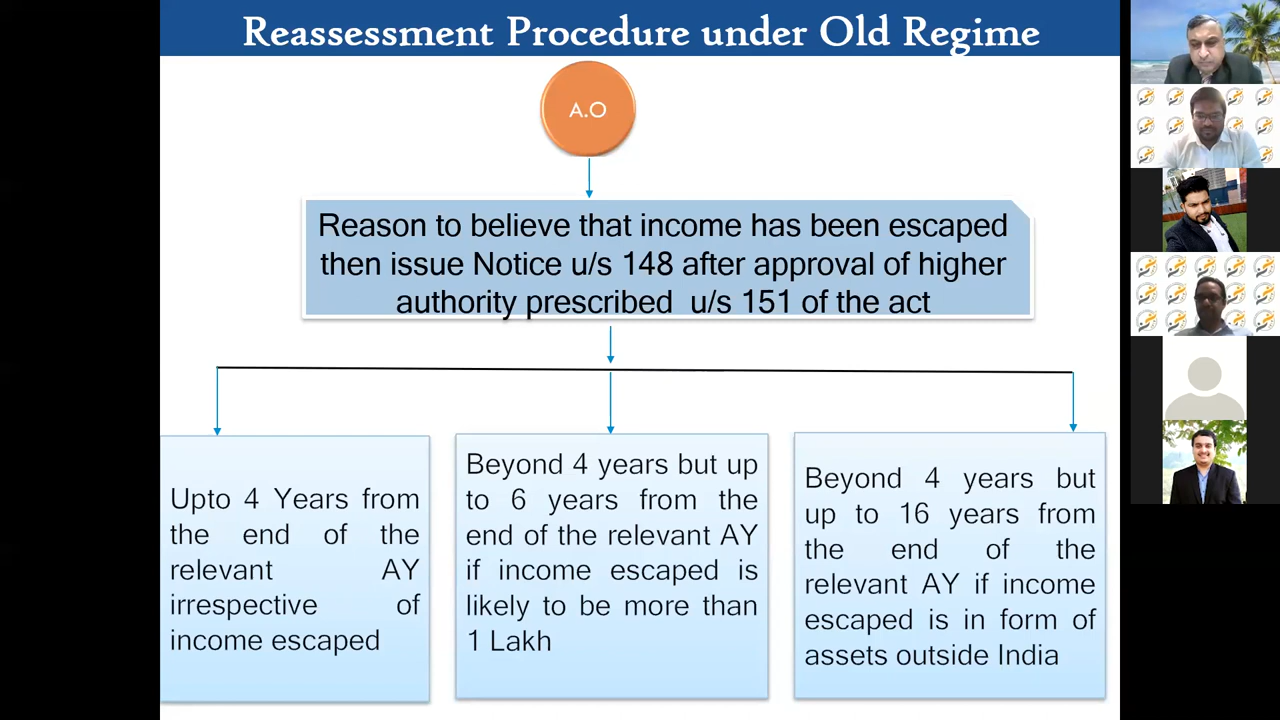 Reassessment Procedure under Old Regime
A.O
Reason to believe that income has been escaped
then issue Notice u/s 148 after approval of higher
authority prescribed u/s 151 of the act
Upto 4 Years from
the end of the
relevant AY
irrespective of
income escaped
Beyond 4 years but up
to 6 years from the
end of the relevant AY
if income escaped is
likely to be more than
1 Lakh
Beyond 4 years but
up to 16 years from
the end of the
relevant AY if income
escaped is in form of
assets outside India